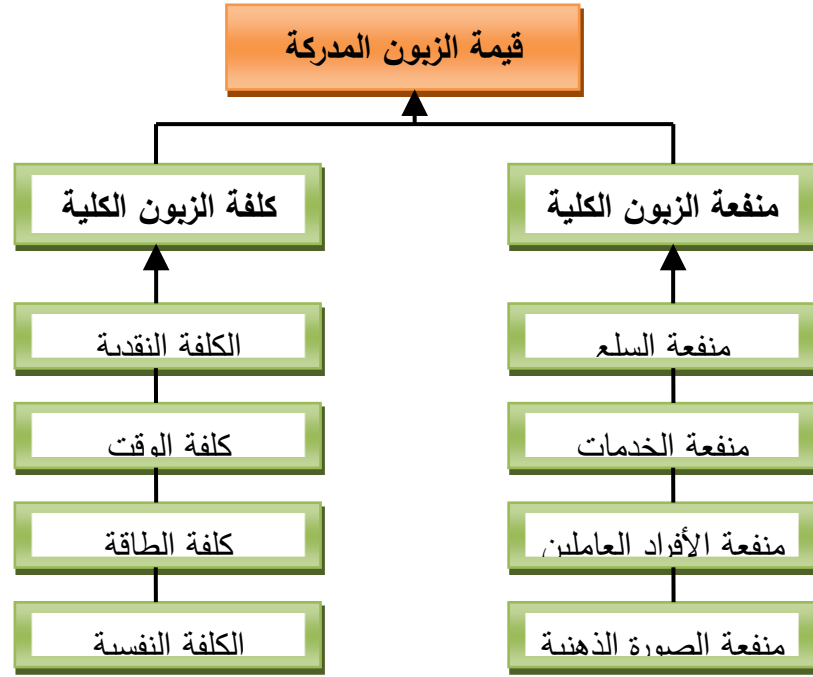 قيمة الزبون المدركة
منفعة الزبون الكلية
كلفة الزبون الكلية
منفعة السلع
الكلفة النقدية
منفعة الخدمات
كلفة الوقت
منفعة الأفراد العاملين
كلفة الطاقة
منفعة الصورة الذهنية
الكلفة النفسية